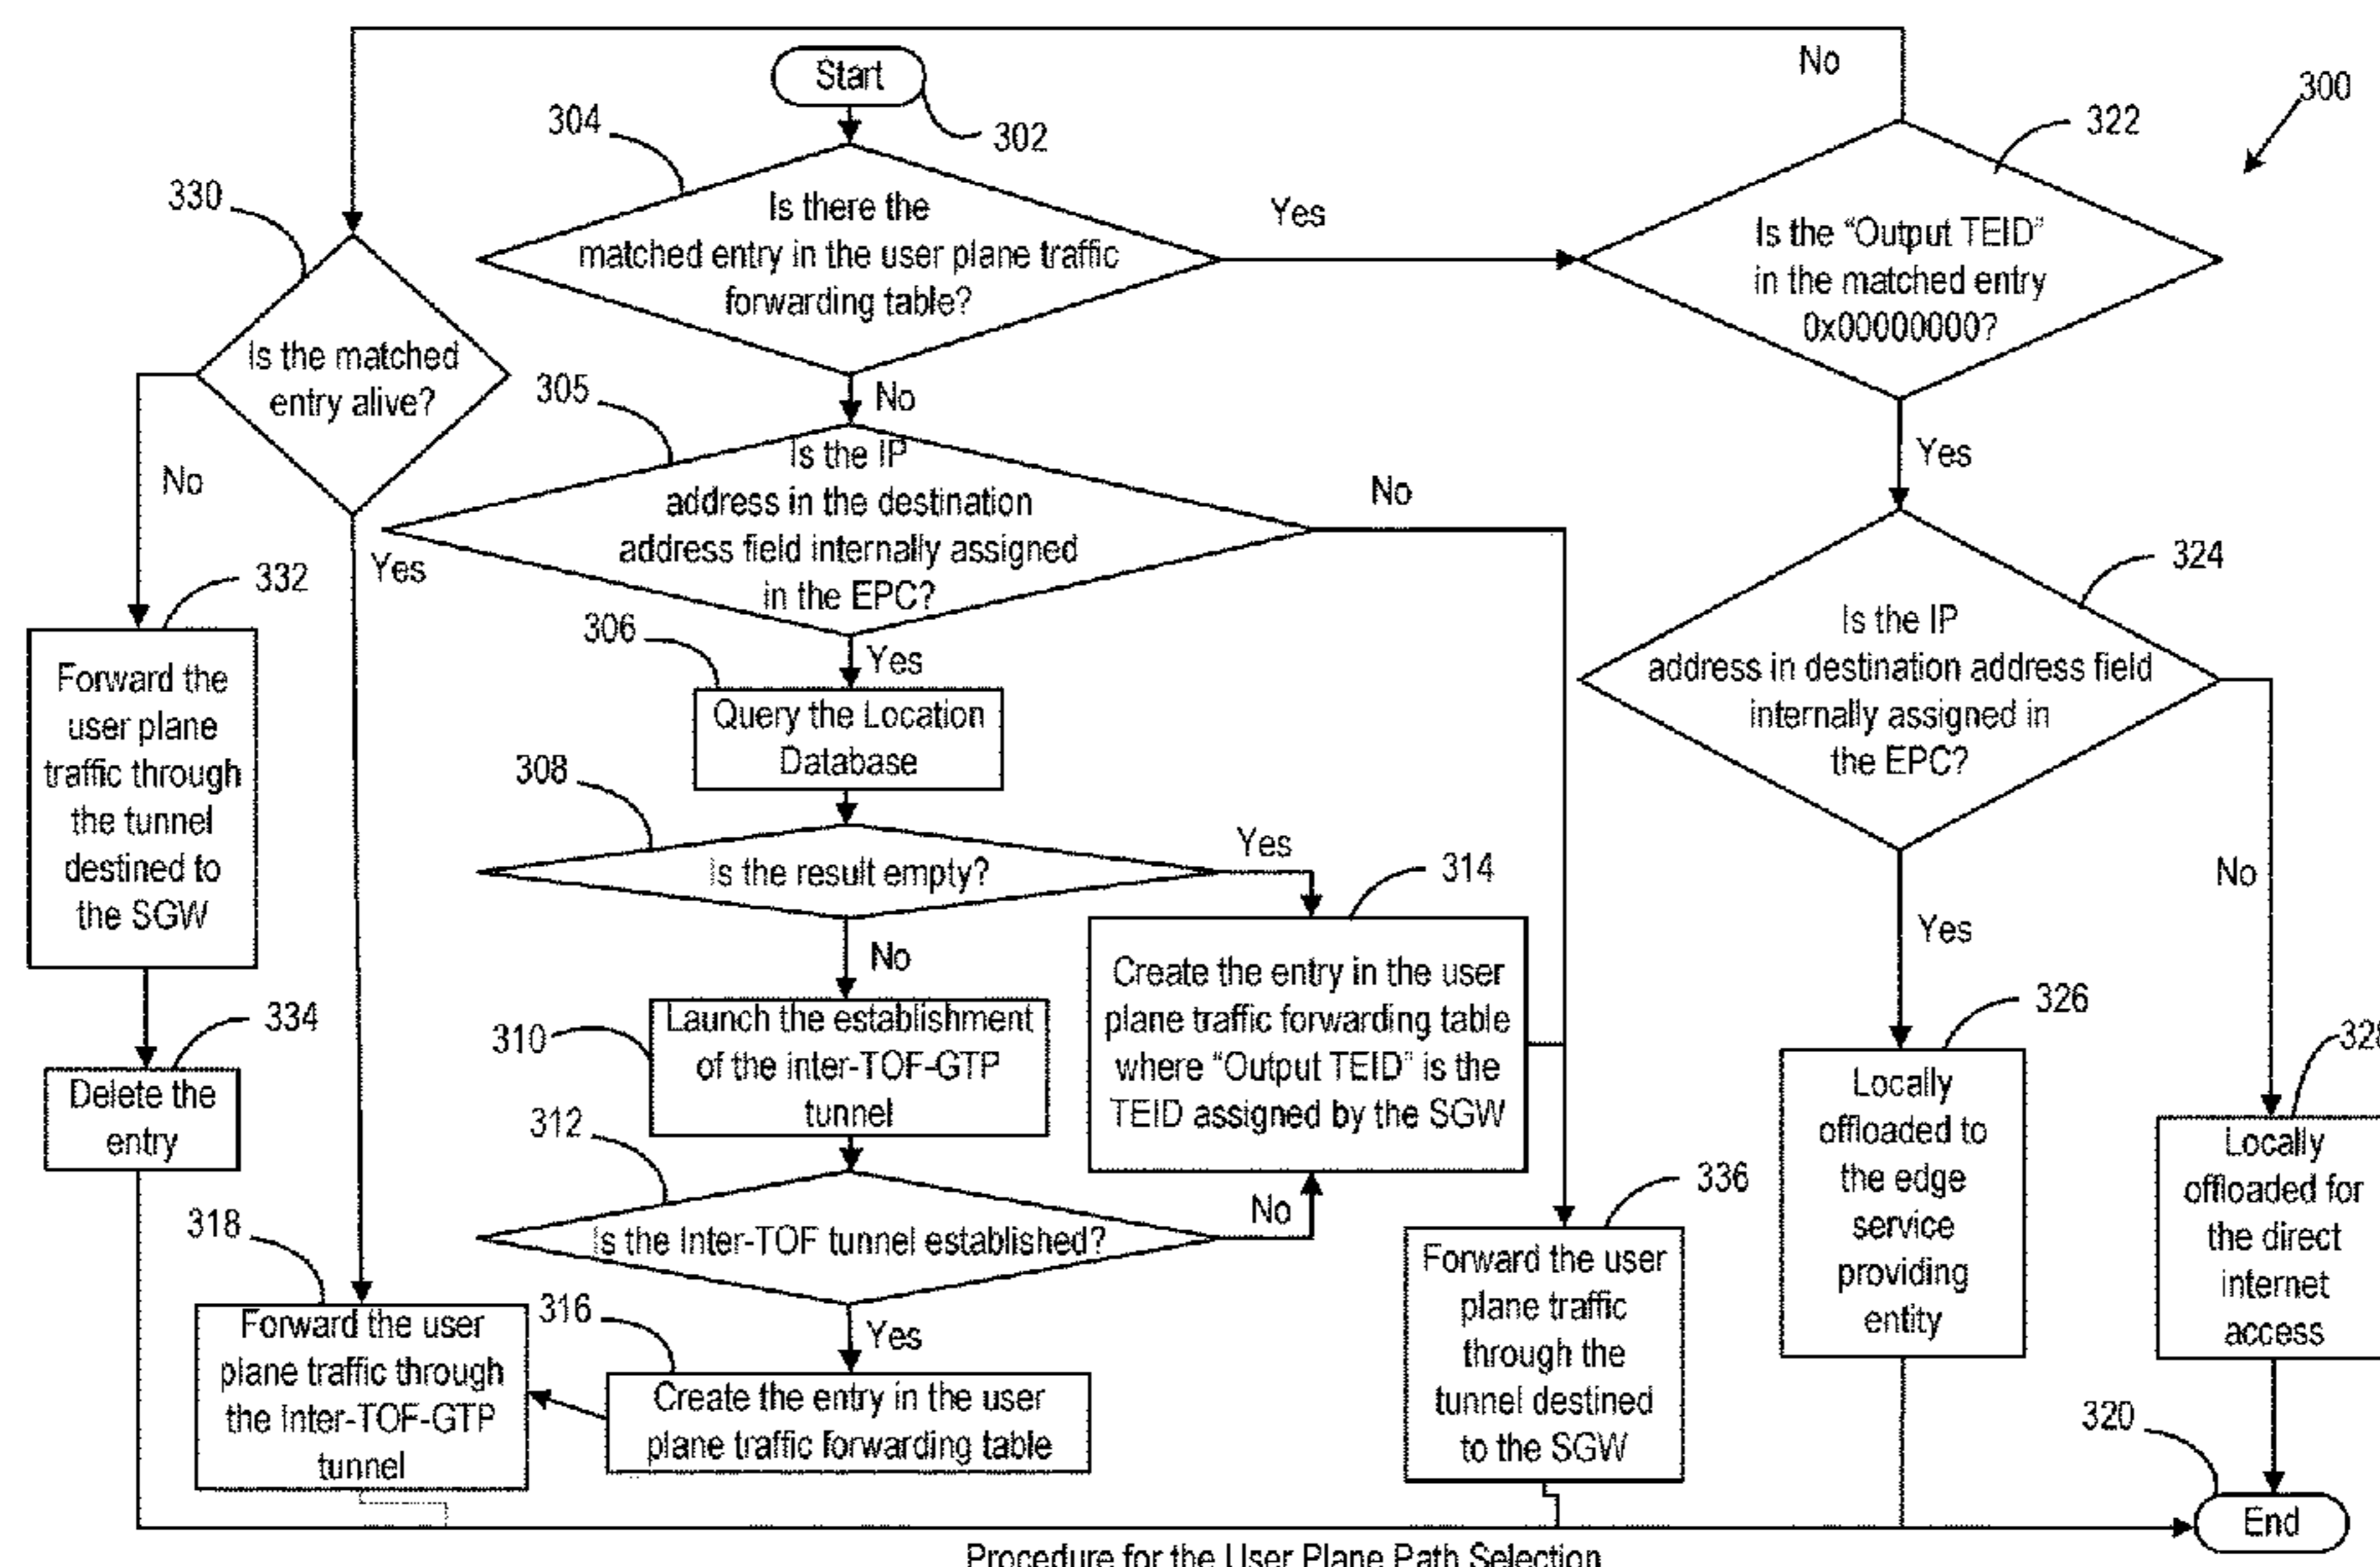 No
Start
302
304
Is there the
matched entry in the user plane traffic
forwarding table?
Yes
322
300
Is the “Output TEID”
in the matched entry
0x00000000?
330
Is the matched
entry alive?
No
Yes
No
305
Is the IP
address in the destination
address field internally assigned
in the EPC?
No
Yes
Yes
324
Is the IP
address in destination address field
internally assigned in
the EPC?
332
Forward the
user plane
traffic through
the tunnel
destined to
the SGW
306
Query the Location
Database
308
Is the result empty?
Yes
No
314
Create the entry in the user
plane traffic forwarding table
where “Output TEID” is the
TEID assigned by the SGW
No
Yes
334
Delete the
entry
310
Launch the establishment
of the inter-TOF-GTP
tunnel
312
Is the Inter-TOF tunnel established?
No
Yes
326
Locally
offloaded to
the edge
service
providing
entity
328
Locally
offloaded for
the direct
internet
access
318
Forward the user
plane traffic through
the Inter-TOF-GTP
tunnel
316
Create the entry in the user
plane traffic forwarding table
336
Forward the user
plane traffic
through the
tunnel destined
to the SGW
320
End
Procedure for the User Plane Path Selection